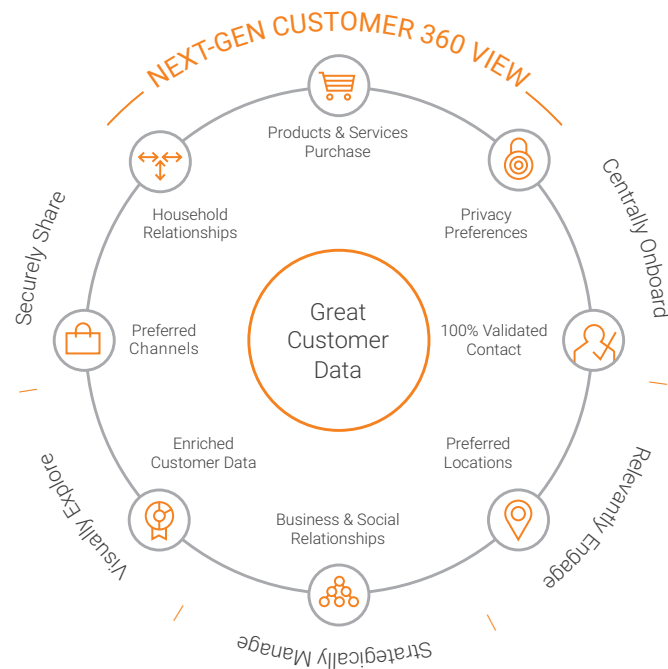 NEXT-GEN CUSTOMER 360 VIEW
Products & Services
Purchase
Household
Relationships
Privacy
Preferences
Securely Share
Centrally Onboard
Great
Customer
Data
Preferred
Channels
100% Validated
Contact
Enriched
Customer Data
Preferred
Locations
Business & Social
Relationships
Visually Explore
Relevantly Engage
Strategically Manage